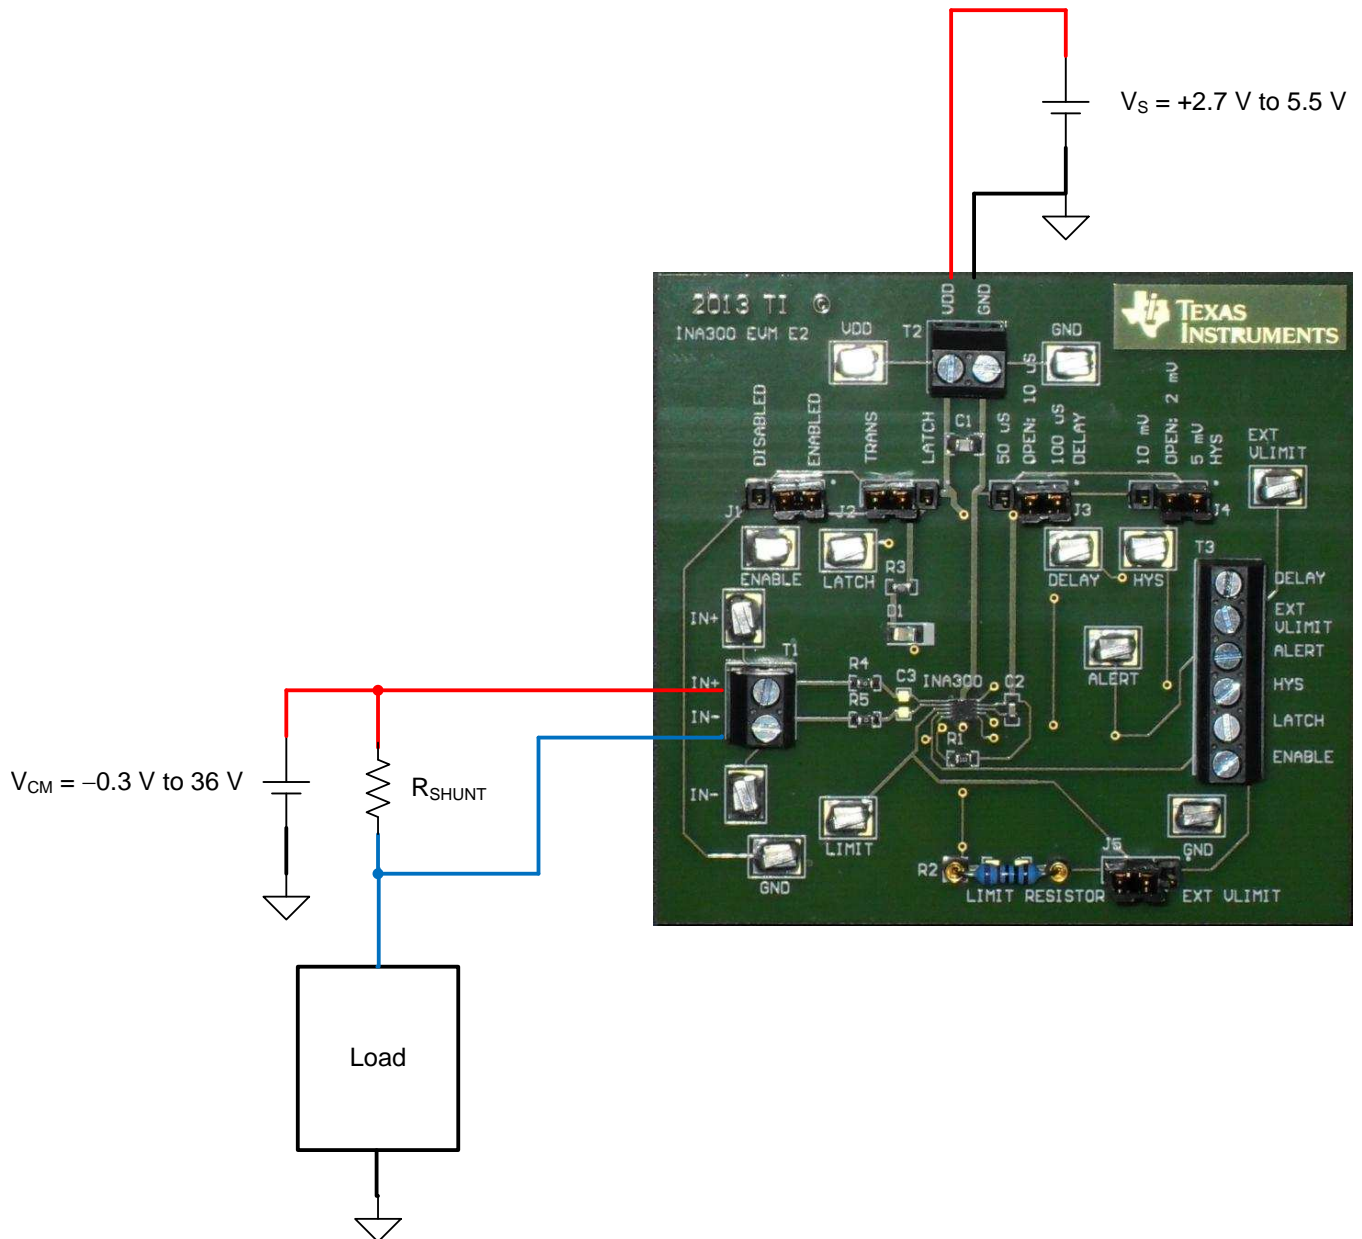 V_S = +2.7 V to 5.5 V
2013 TI ©
INA300 EVM E2
VDD
VDD
GND
T2
GND
TEXAS
INSTRUMENTS
DISABLED
ENABLED
TRANS
LATCH
C1
50 uS
OPEN: 10 uS
100 uS
DELAY
10 mV
OPEN: 2 mV
5 mV
HYS
EXT
VLIMIT
J1
J2
J3
J4
ENABLE
LATCH
R3
DELAY
HYS
T3
DELAY
IN+
D1
EXT
VLIMIT
ALERT
T1
IN+
R4
C3
INA300
C2
ALERT
HYS
IN-
R5
LATCH
R1
ENABLE
V_CM = –0.3 V to 36 V
R_SHUNT
IN-
LIMIT
GND
J5
GND
R2
LIMIT RESISTOR
EXT VLIMIT
Load